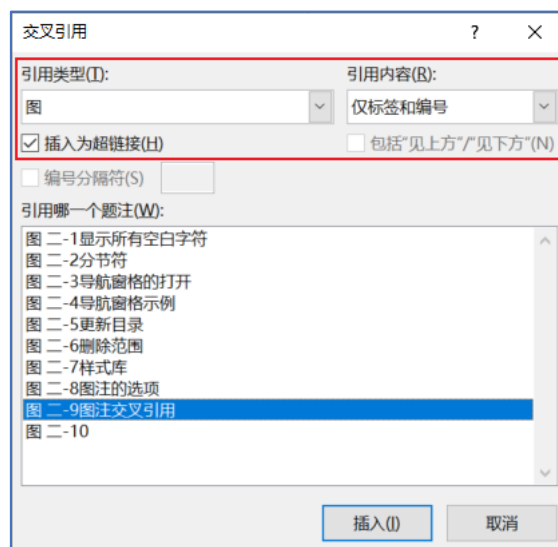 交叉引用 ?
引用类型(T): 引用内容(R):
图 仅标签和编号
插入为超链接(H) 包括"见上方"/"见下方"(N)
编号分隔符(S)
引用哪一个题注(W):
图 二-1显示所有空白字符
图 二-2分节符
图 二-3导航窗格的打开
图 二-4导航窗格示例
图 二-5更新目录
图 二-6删除范围
图 二-7样式库
图 二-8图注的选项
图 二-9图注交叉引用
图 二-10
插入(I) 取消